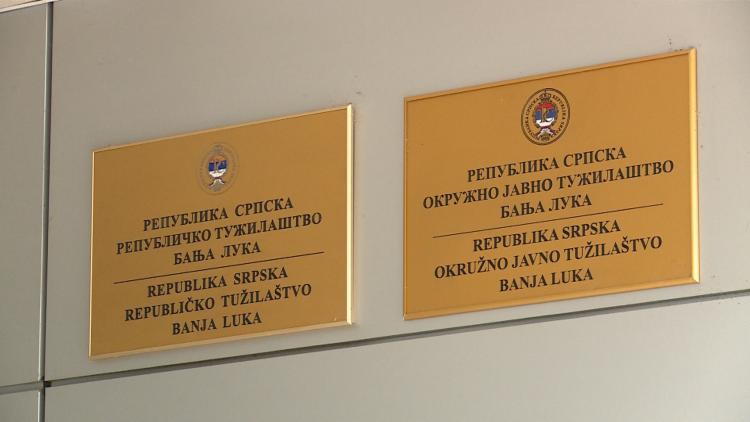 РЕПУБЛИКА СРПСКА
РЕПУБЛИЧКО ТУЖИЛАШТВО
БАЊА ЛУКА
REPUBLIKA SRPSKA
REPUBLIČKO TUŽILAŠTVO
BANJA LUKA
РЕПУБЛИКА СРПСКА
ОКРУЖНО ЈАВНО ТУЖИЛАШТВО
БАЊА ЛУКА
REPUBLIKA SRPSKA
OKRUŽNO JAVNO TUŽILAŠTVO
BANJA LUKA